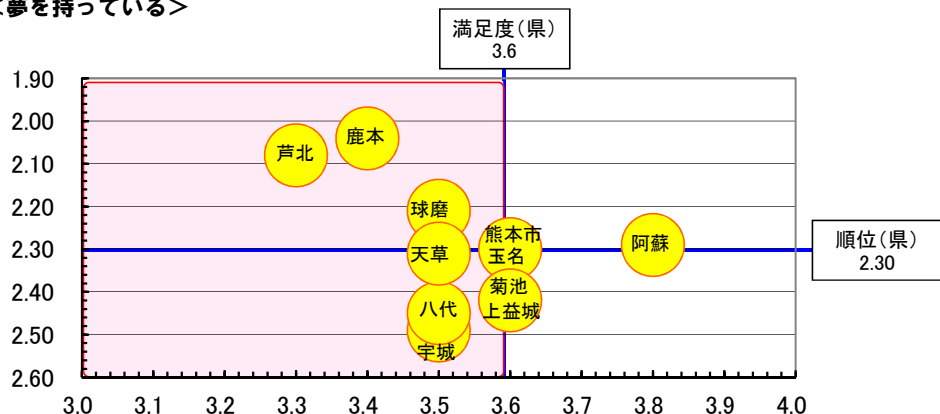 ＜夢を持っている＞
満足度（県）
3.6
1.90
2.00
2.10
2.20
2.30
2.40
2.50
2.60
芦北
鹿本
球磨
天草
八代
宇城
熊本市
玉名
菊池
上益城
阿蘇
順位（県）
2.30
3.0 3.1 3.2 3.3 3.4 3.5 3.6 3.7 3.8 3.9 4.0